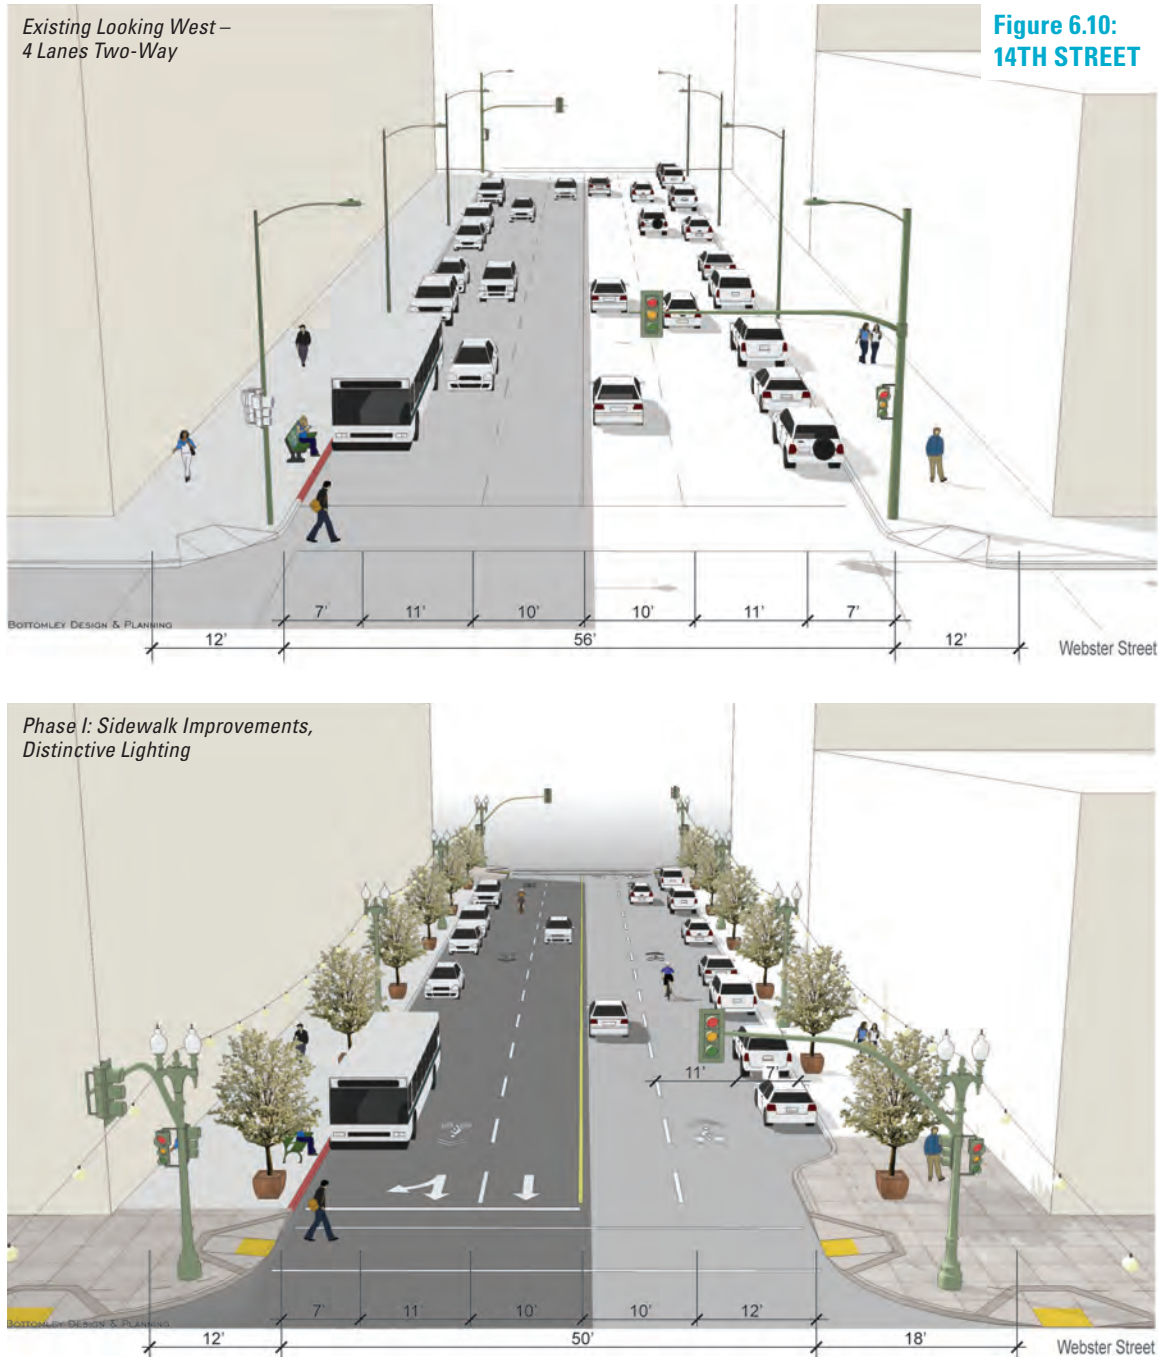 Existing Looking West –
4 Lanes Two-Way
Figure 6.10:
14TH STREET
7' 11' 10' 10' 11' 7'
BOTTOMLEY DESIGN & PLANNING
12' 56' 12'
Webster Street
Phase I: Sidewalk Improvements,
Distinctive Lighting
11' 7'
7' 11 10' 10' 12'
BOTTOMLEY DESIGN & PLANNING
12' 50' 18'
Webster Street